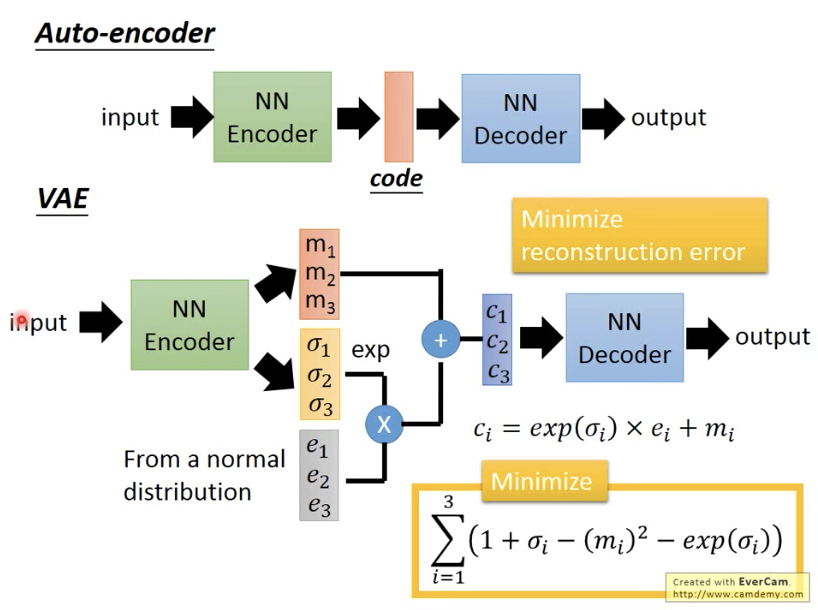 Auto-encoder
input
NN
Encoder
code
NN
Decoder
output
VAE
Minimize
reconstruction error
input
NN
Encoder
m₁
m₂
m₃
σ₁
σ₂
σ₃
exp
e₁
e₂
e₃
From a normal
distribution
X
+
c₁
c₂
c₃
NN
Decoder
output
cᵢ = exp(σᵢ) × eᵢ + mᵢ
Minimize
3
∑(1 + σᵢ − (mᵢ)² − exp(σᵢ))
i=1
Created with EverCam.
http://www.camdemy.com